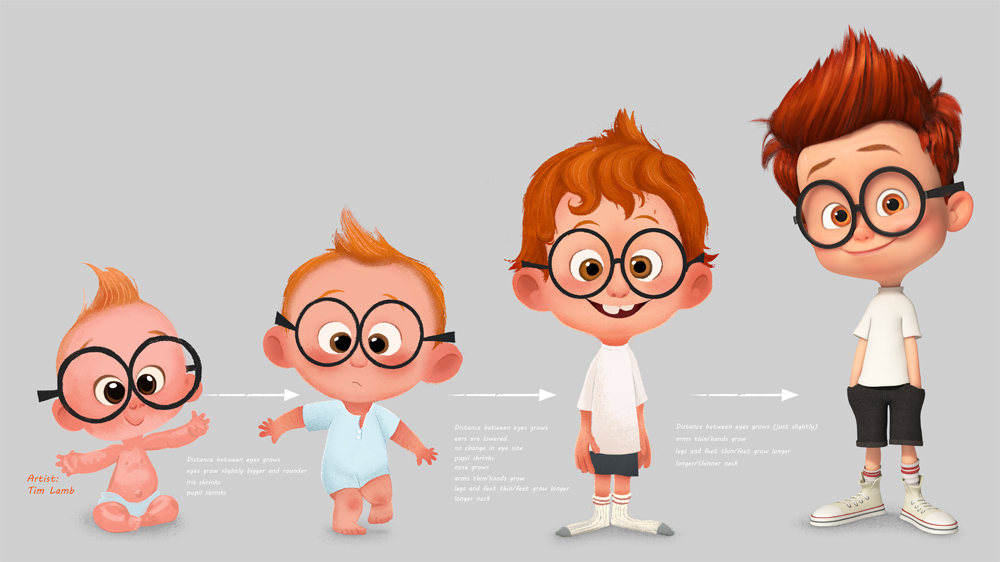 Artist:
Tim Lamb
Distance between eyes grows
eyes grow slightly bigger and rounder
iris shrinks
pupil shrinks
Distance between eyes grows
ears are lowered
no change in eye size
pupil shrinks
nose grows
arms thin/hands grow
legs and feet thin/feet grow longer
longer neck
Distance between eyes grows (just slightly)
arms thin/hands grow
legs and feet thin/feet grow longer
longer/thinner neck